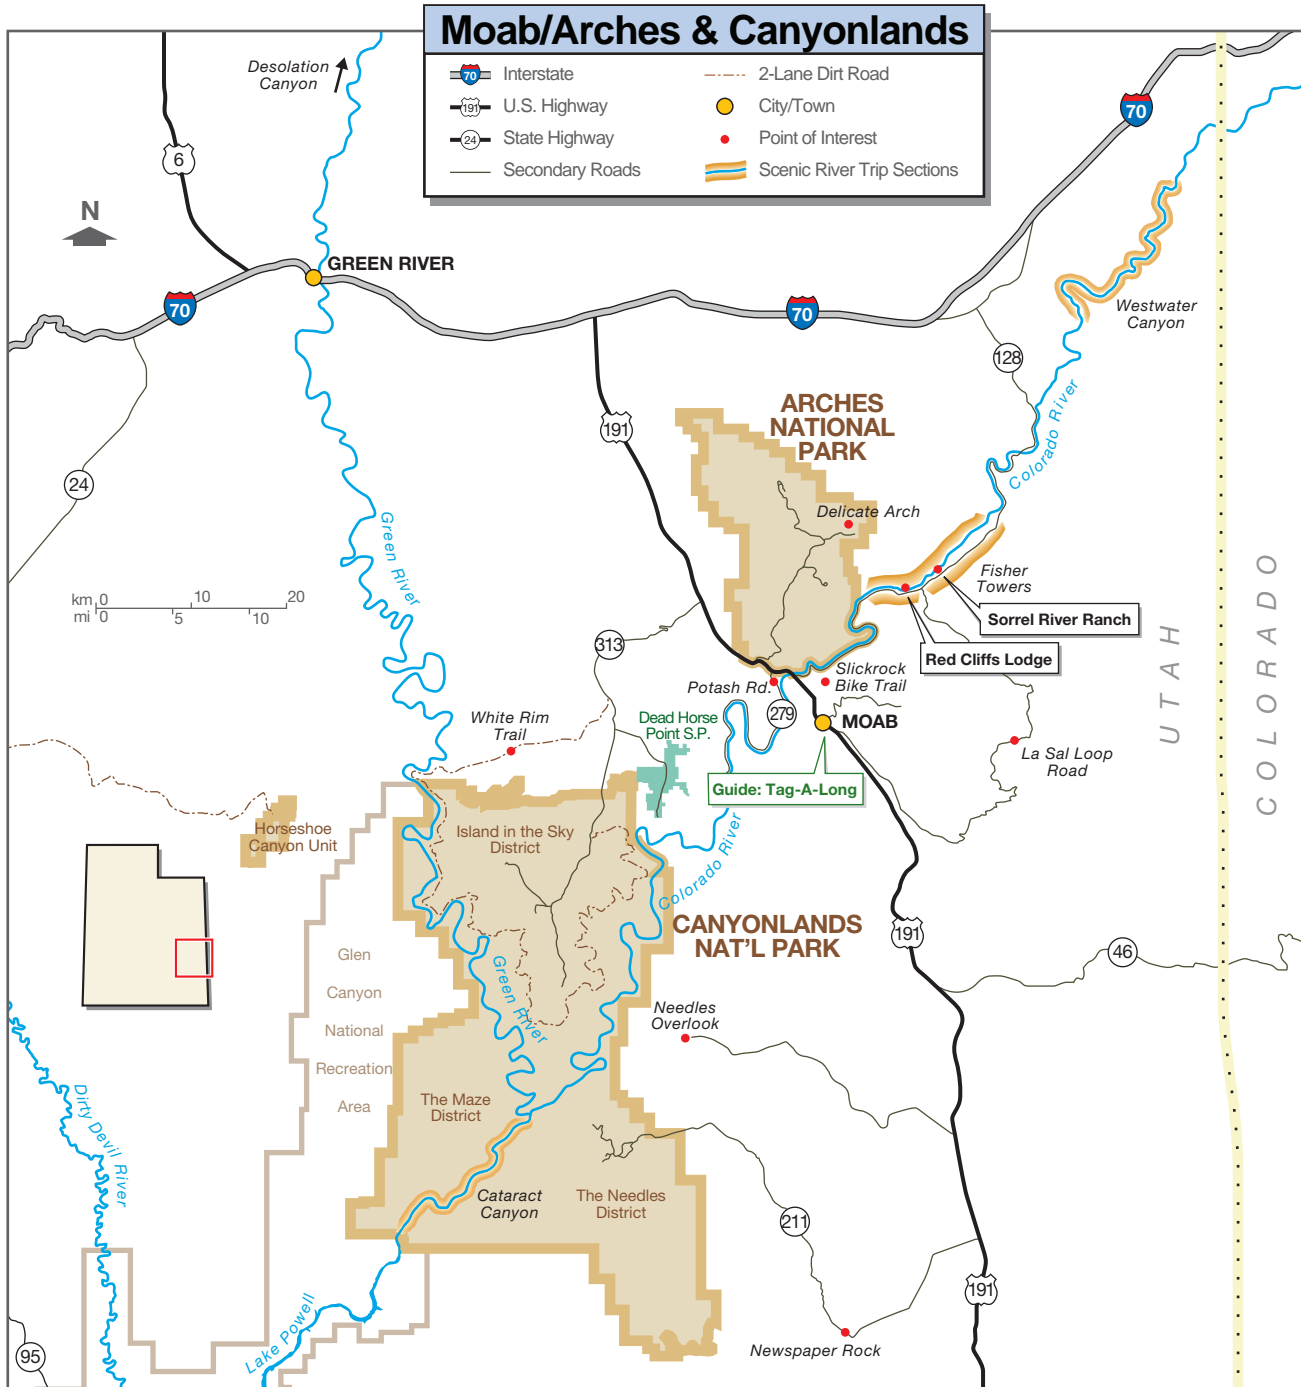 Moab/Arches & Canyonlands
70
Interstate
191
U.S. Highway
24
State Highway
Secondary Roads
2-Lane Dirt Road
City/Town
Point of Interest
Scenic River Trip Sections
Desolation
Canyon
6
N
GREEN RIVER
70
70
70
Westwater
Canyon
128
Colorado River
191
ARCHES
NATIONAL
PARK
Delicate Arch
24
Green River
km 0 10 20
mi 0 5 10
Fisher
Towers
Sorrel River Ranch
Red Cliffs Lodge
313
Potash Rd.
Slickrock
Bike Trail
279
MOAB
White Rim
Trail
Dead Horse
Point S.P.
Guide: Tag-A-Long
La Sal Loop
Road
UTAH
COLORADO
Horseshoe
Canyon Unit
Island in the Sky
District
Colorado River
CANYONLANDS
NAT'L PARK
191
46
Glen
Canyon
National
Recreation
Area
Green River
Needles
Overlook
The Maze
District
Dirty Devil River
Cataract
Canyon
The Needles
District
211
191
Lake Powell
Newspaper Rock
95